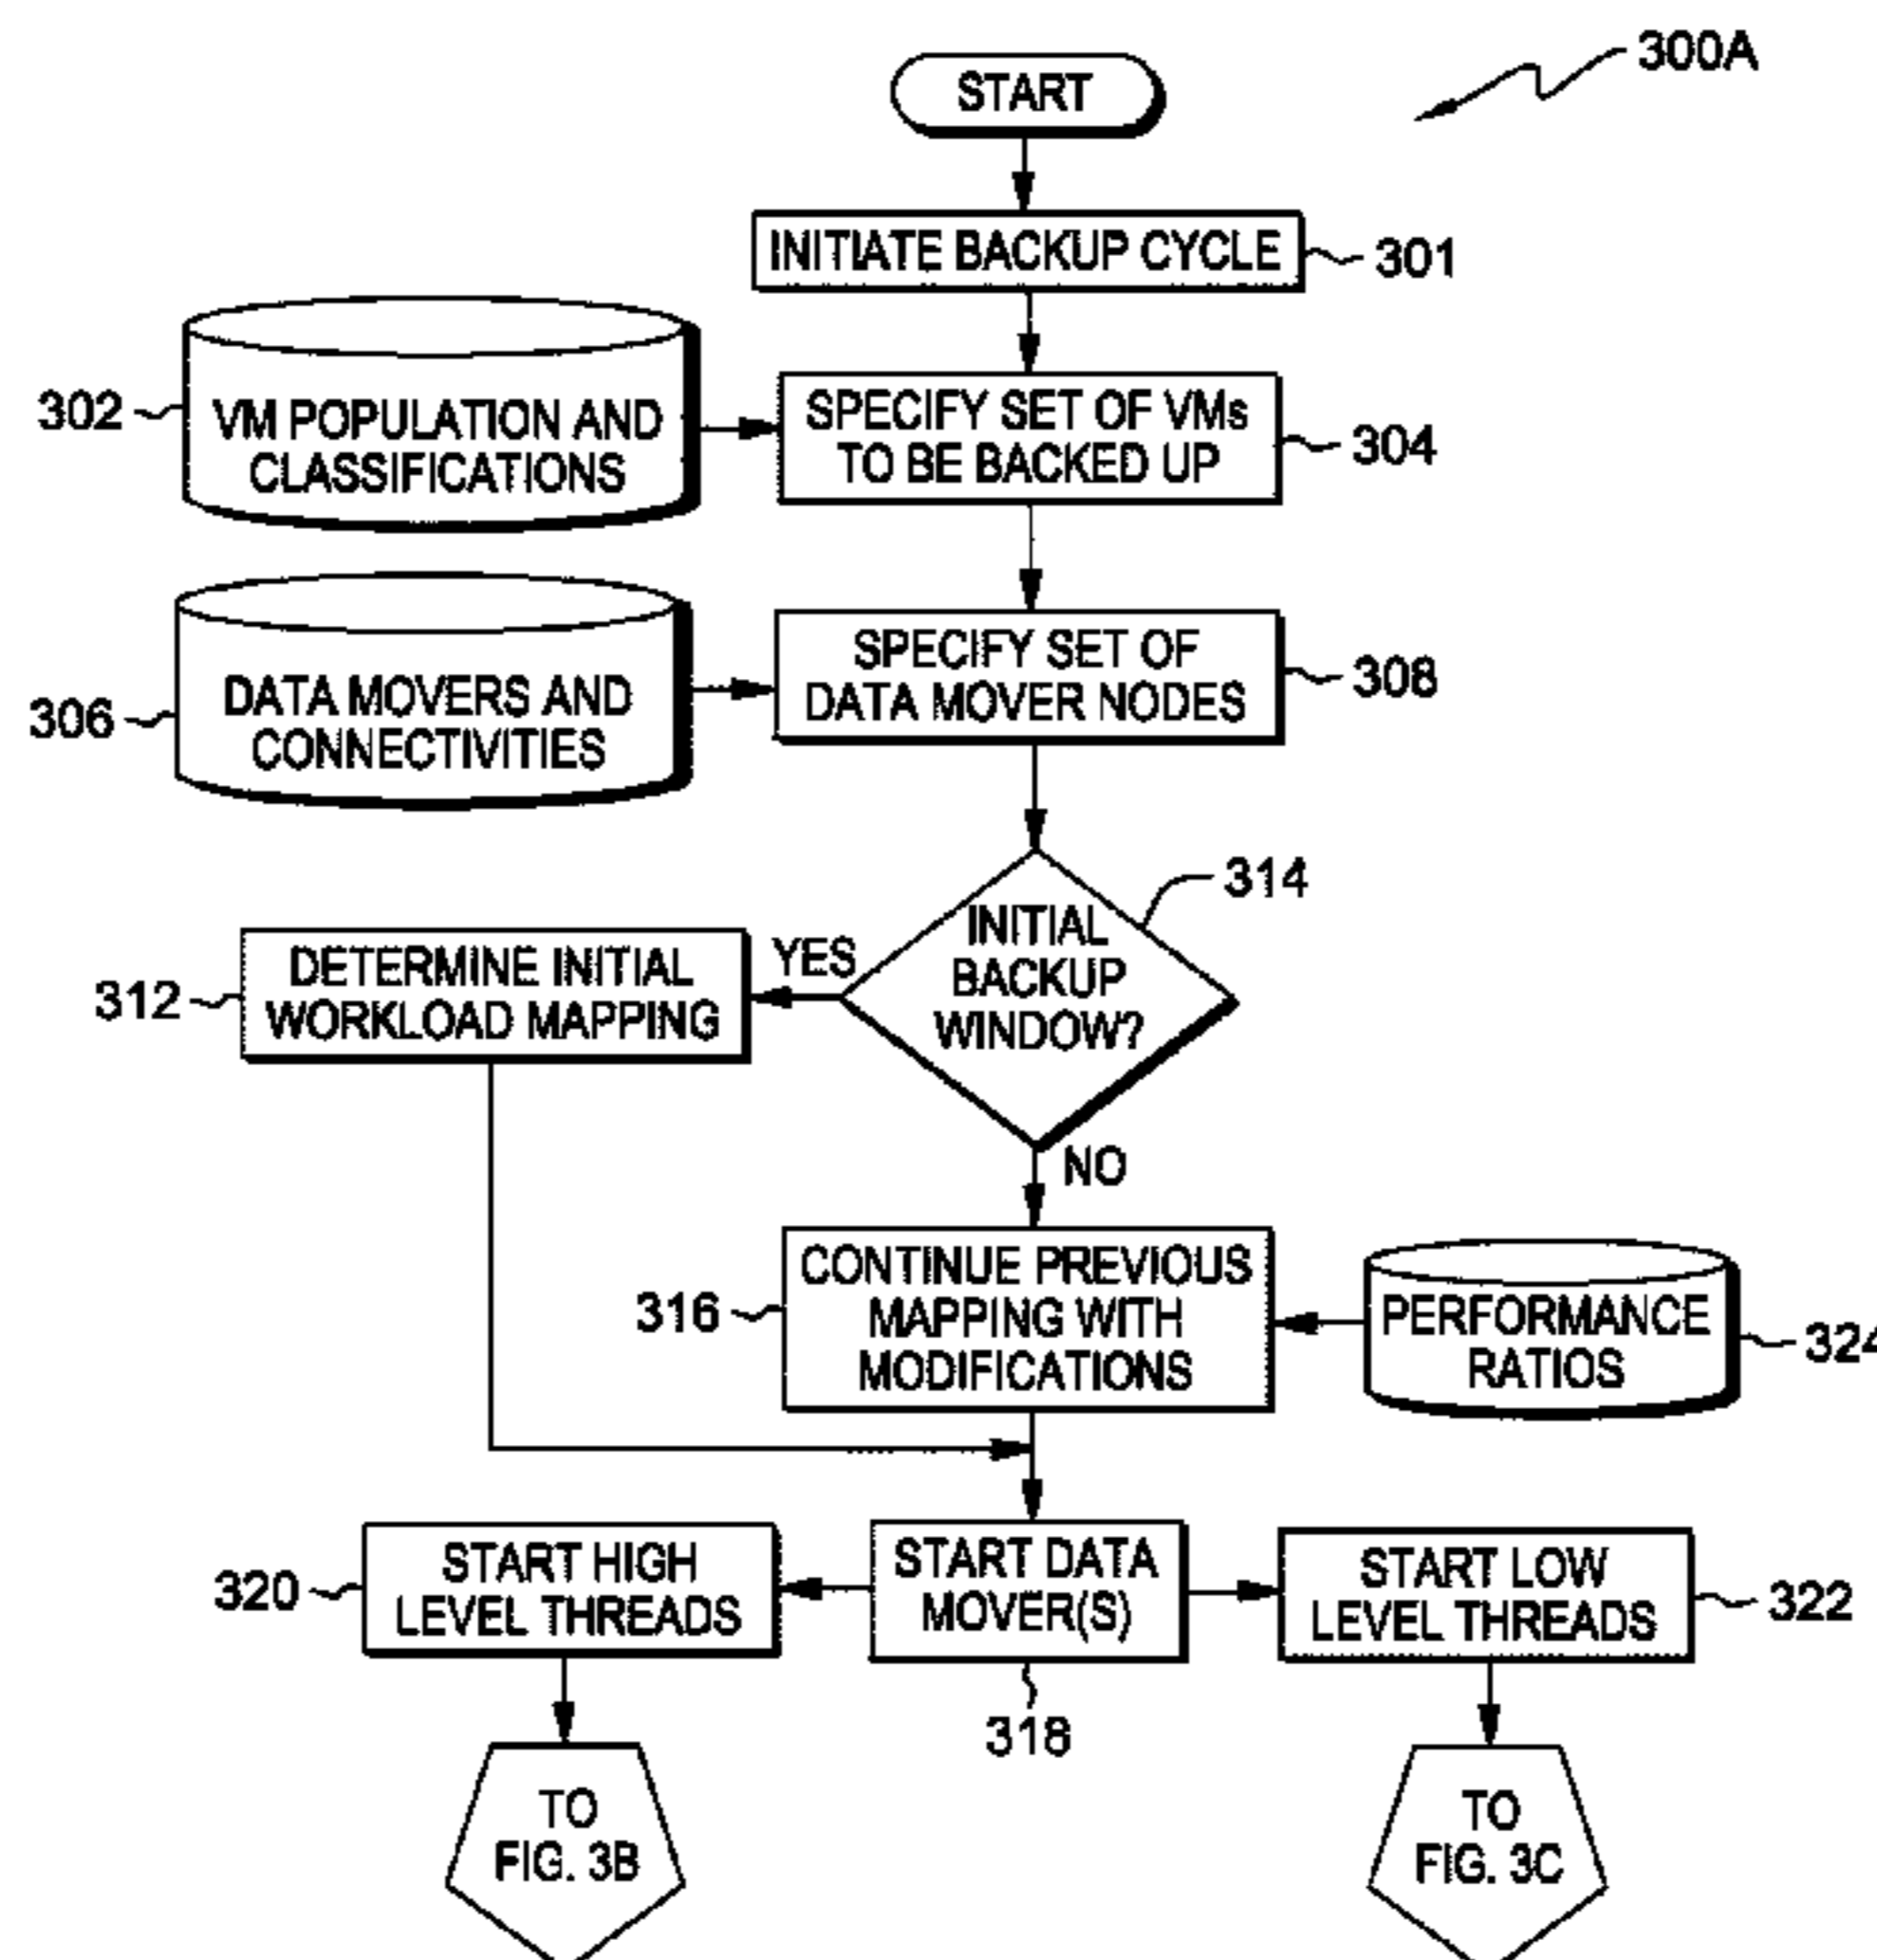 300A
START
INITIATE BACKUP CYCLE
301
302
VM POPULATION AND
CLASSIFICATIONS
SPECIFY SET OF VMs
TO BE BACKED UP
304
306
DATA MOVERS AND
CONNECTIVITIES
SPECIFY SET OF
DATA MOVER NODES
308
314
INITIAL
BACKUP
WINDOW?
YES
312
DETERMINE INITIAL
WORKLOAD MAPPING
NO
316
CONTINUE PREVIOUS
MAPPING WITH
MODIFICATIONS
PERFORMANCE
RATIOS
324
320
START HIGH
LEVEL THREADS
START DATA
MOVER(S)
318
START LOW
LEVEL THREADS
322
TO
FIG. 3B
TO
FIG. 3C